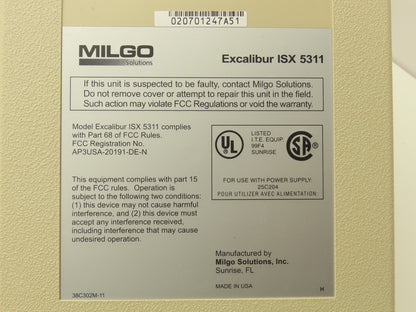 020701247A51
MILGO
Solutions
Excalibur ISX 5311
If this unit is suspected to be faulty, contact Milgo Solutions.
Do not remove cover or attempt to repair this unit in the field.
Such action may violate FCC Regulations or void the warranty.
Model Excalibur ISX 5311 complies
with Part 68 of FCC Rules.
FCC Registration No.
AP3USA-20191-DE-N
UL
LISTED
I.T.E. EQUIP.
99F4
SUNRISE
SA
FOR USE WITH POWER SUPPLY:
25C204
POUR UTILIZER AVEC ALIMENTATION:
This equipment complies with part 15
of the FCC rules. Operation is
subject to the following two conditions:
(1) this device may not cause harmful
interference, and (2) this device must
accept any interference received,
including interference that may cause
undesired operation.
Manufactured by
Milgo Solutions, Inc.
Sunrise, FL
MADE IN USA
H
38C302M-11